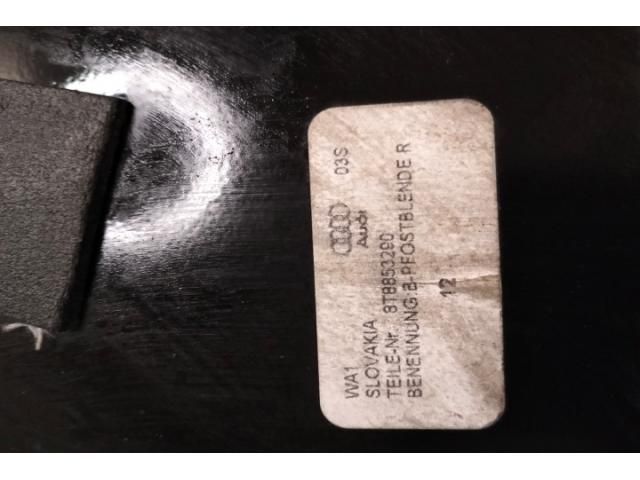 WA1
03S
SLOVAKIA
Audi
TEILE-Nr. 8T8853290
BENENNUNG:B-PFOSTBLENDE R
12